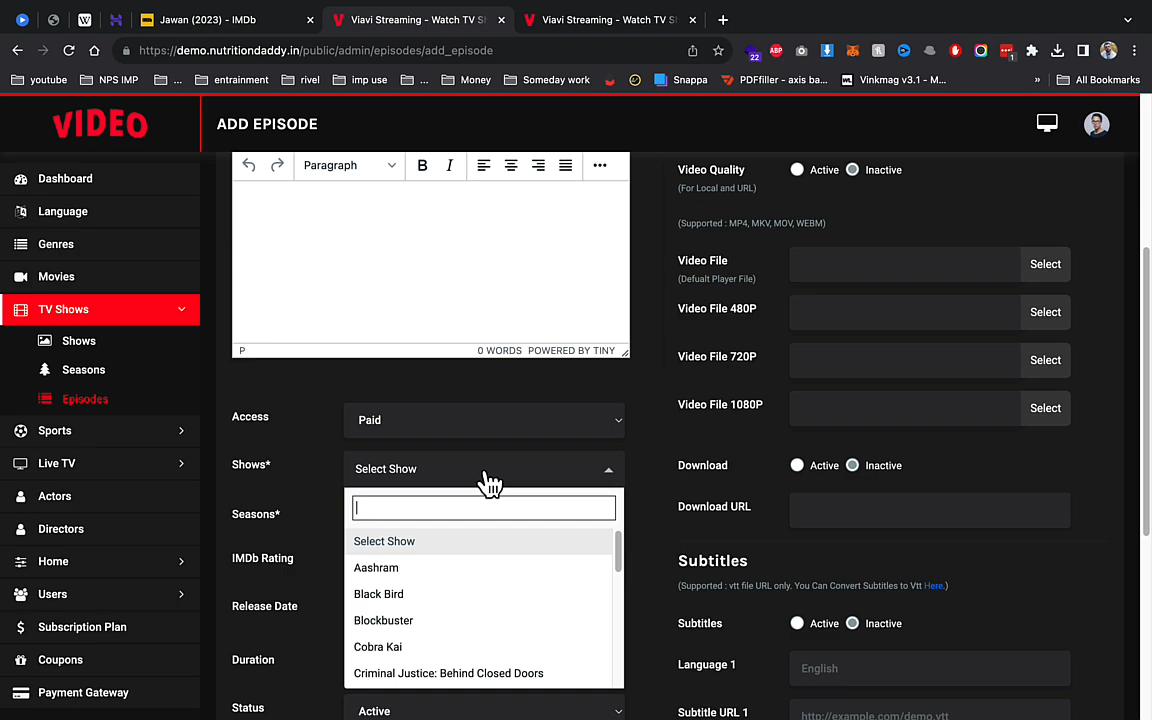 Jawan (2023) - IMDb
Viavi Streaming - Watch TV S
Viavi Streaming - Watch TV S
https://demo.nutritiondaddy.in/public/admin/episodes/add_episode
22
ABP
1
youtube
NPS IMP
...
entrainment
rivel
imp use
...
Money
Someday work
Snappa
PDFfiller - axis ba...
Vinkmag v3.1 - M...
»
All Bookmarks
VIDEO
ADD EPISODE
Dashboard
Language
Genres
Movies
TV Shows
Shows
Seasons
Episodes
Sports
Live TV
Actors
Directors
Home
Users
Subscription Plan
Coupons
Payment Gateway
Paragraph
B I
P
0 WORDS POWERED BY TINY
Access
Paid
Shows*
Select Show
Select Show
Aashram
Black Bird
Blockbuster
Cobra Kai
Criminal Justice: Behind Closed Doors
Seasons*
IMDb Rating
Release Date
Duration
Status
Active
Video Quality
(For Local and URL)
Active Inactive
(Supported : MP4, MKV, MOV, WEBM)
Video File
(Defualt Player File)
Select
Video File 480P
Select
Video File 720P
Select
Video File 1080P
Select
Download
Active Inactive
Download URL
Subtitles
(Supported : vtt file URL only. You Can Convert Subtitles to Vtt Here.)
Subtitles
Active Inactive
Language 1
English
Subtitle URL 1
http://example.com/demo.vtt